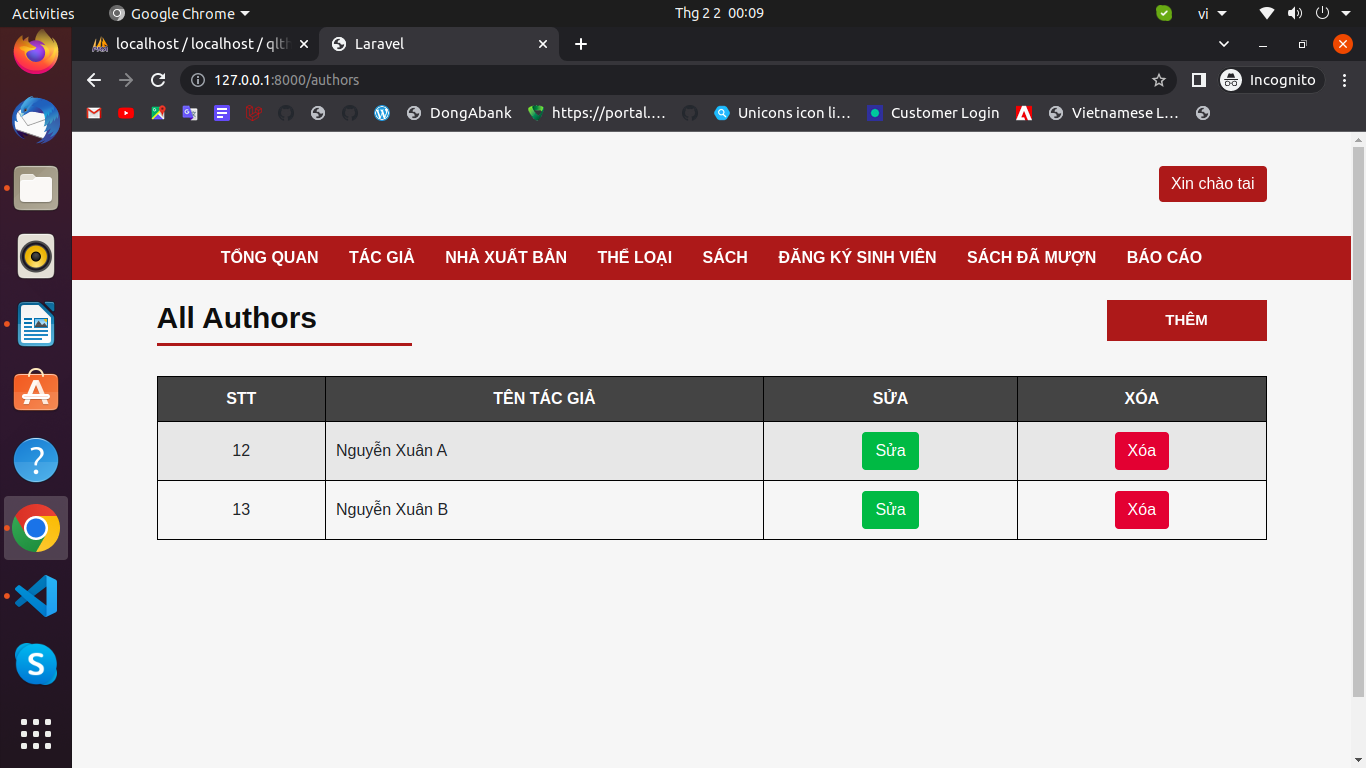 Activities Google Chrome Thg 2 2 00:09 vi
localhost / localhost / qlth Laravel
127.0.0.1:8000/authors Incognito
DongAbank https://portal.... Unicons icon li... Customer Login Vietnamese L...
Xin chào tai
TỔNG QUAN TÁC GIẢ NHÀ XUẤT BẢN THỂ LOẠI SÁCH ĐĂNG KÝ SINH VIÊN SÁCH ĐÃ MƯỢN BÁO CÁO
All Authors THÊM
STT TÊN TÁC GIẢ SỬA XÓA
12 Nguyễn Xuân A Sửa Xóa
13 Nguyễn Xuân B Sửa Xóa